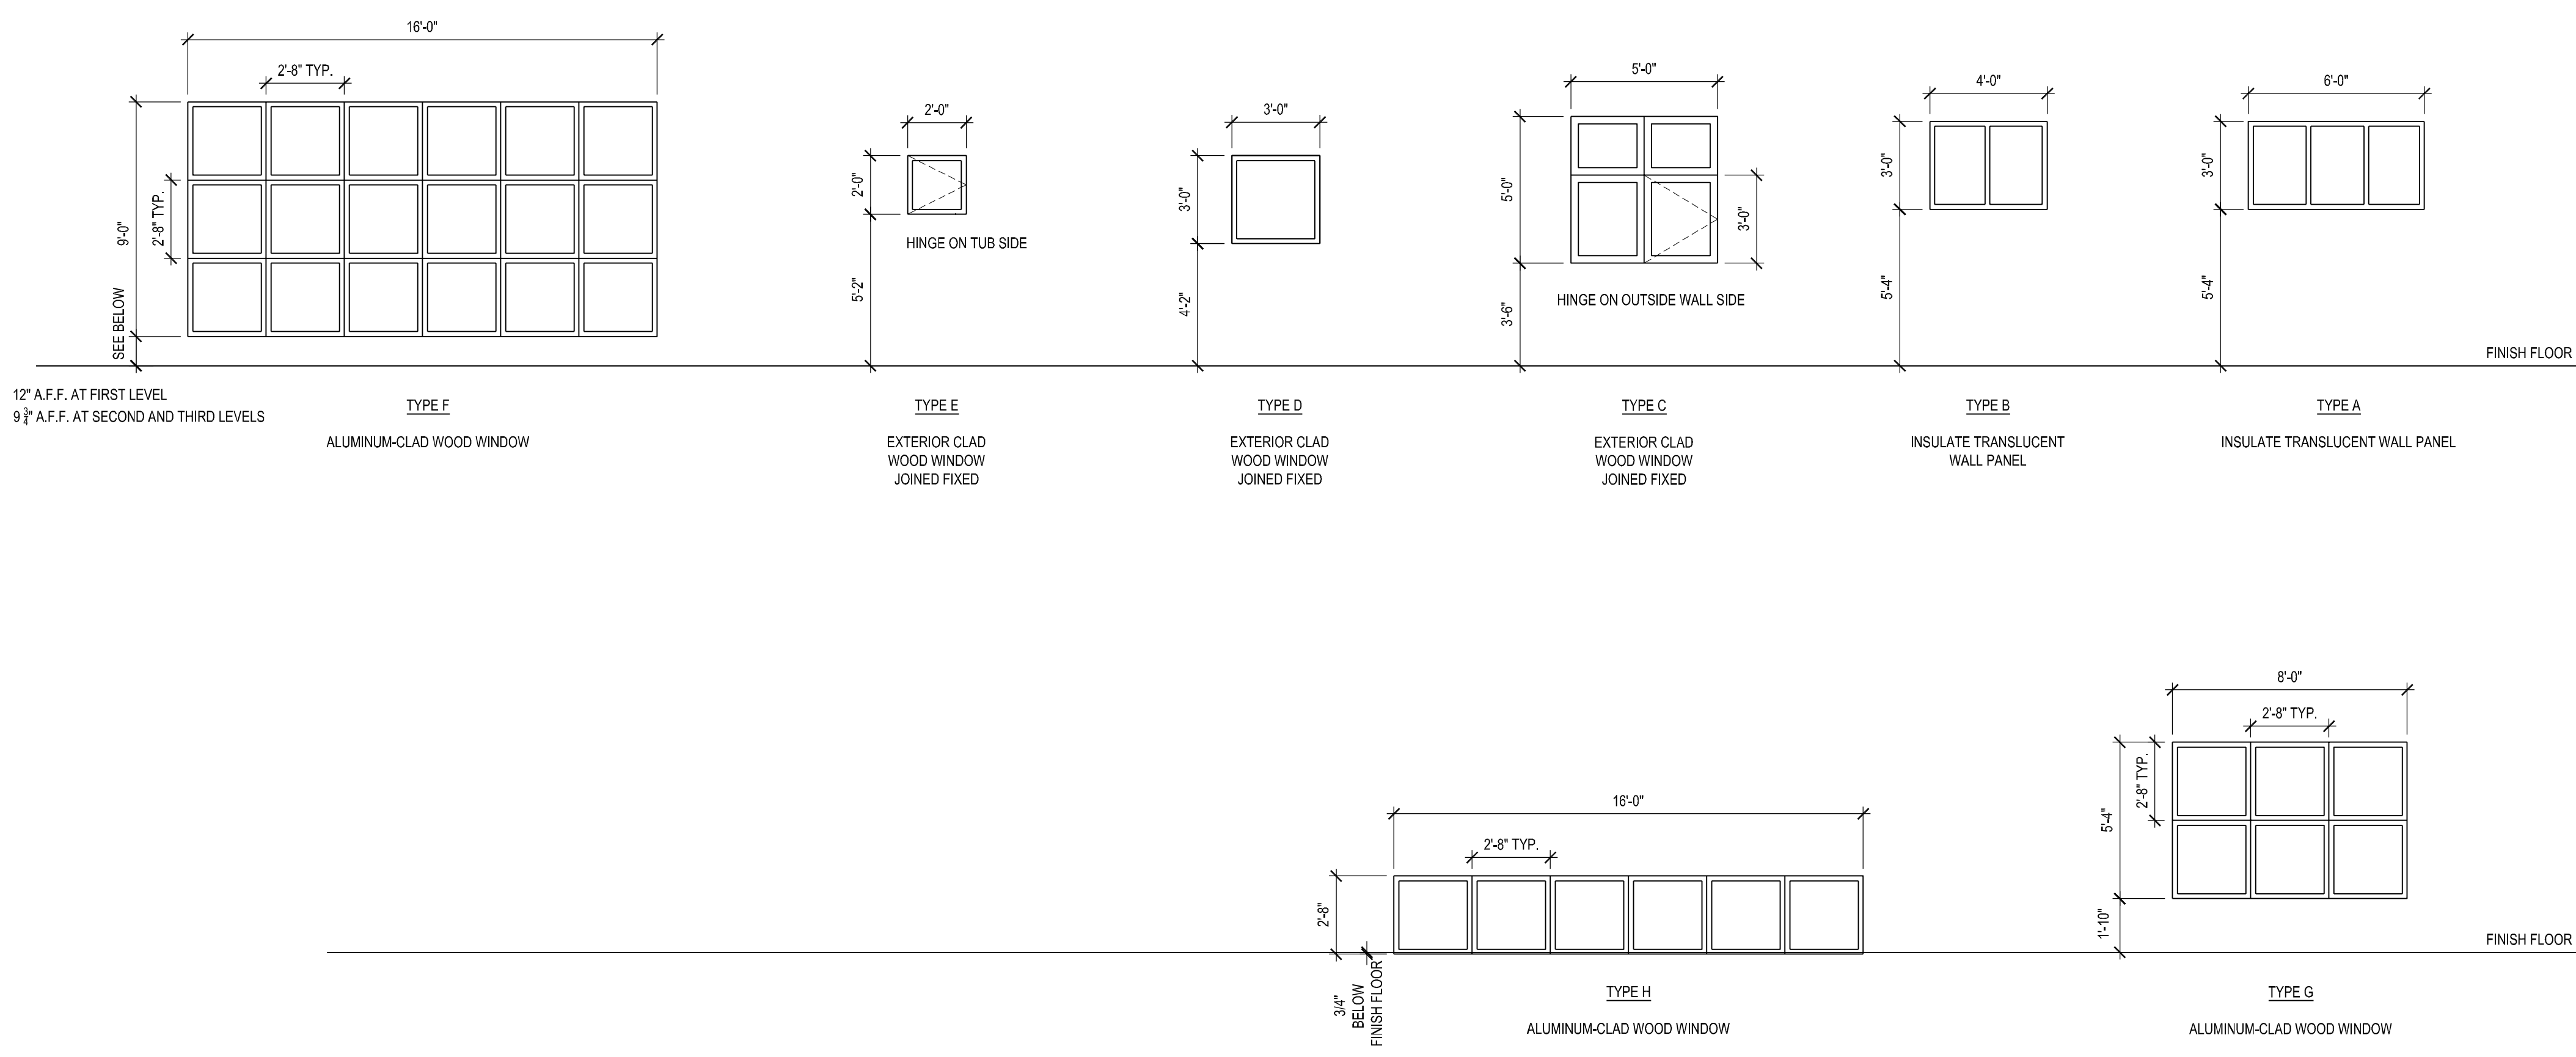 16'-0"
2'-8" TYP.
9'-0"
2'-8" TYP.
SEE BELOW
12" A.F.F. AT FIRST LEVEL
9 3/4" A.F.F. AT SECOND AND THIRD LEVELS
TYPE F
ALUMINUM-CLAD WOOD WINDOW
2'-0"
2'-0"
HINGE ON TUB SIDE
5'-2"
TYPE E
EXTERIOR CLAD
WOOD WINDOW
JOINED FIXED
3'-0"
3'-0"
4'-2"
TYPE D
EXTERIOR CLAD
WOOD WINDOW
JOINED FIXED
5'-0"
5'-0"
3'-0"
HINGE ON OUTSIDE WALL SIDE
3'-6"
TYPE C
EXTERIOR CLAD
WOOD WINDOW
JOINED FIXED
4'-0"
3'-0"
5'-4"
TYPE B
INSULATE TRANSLUCENT
WALL PANEL
6'-0"
3'-0"
5'-4"
FINISH FLOOR
TYPE A
INSULATE TRANSLUCENT WALL PANEL
16'-0"
2'-8" TYP.
2'-8"
3/4"
BELOW
FINISH FLOOR
TYPE H
ALUMINUM-CLAD WOOD WINDOW
8'-0"
2'-8" TYP.
2'-8" TYP.
5'-4"
1'-10"
FINISH FLOOR
TYPE G
ALUMINUM-CLAD WOOD WINDOW